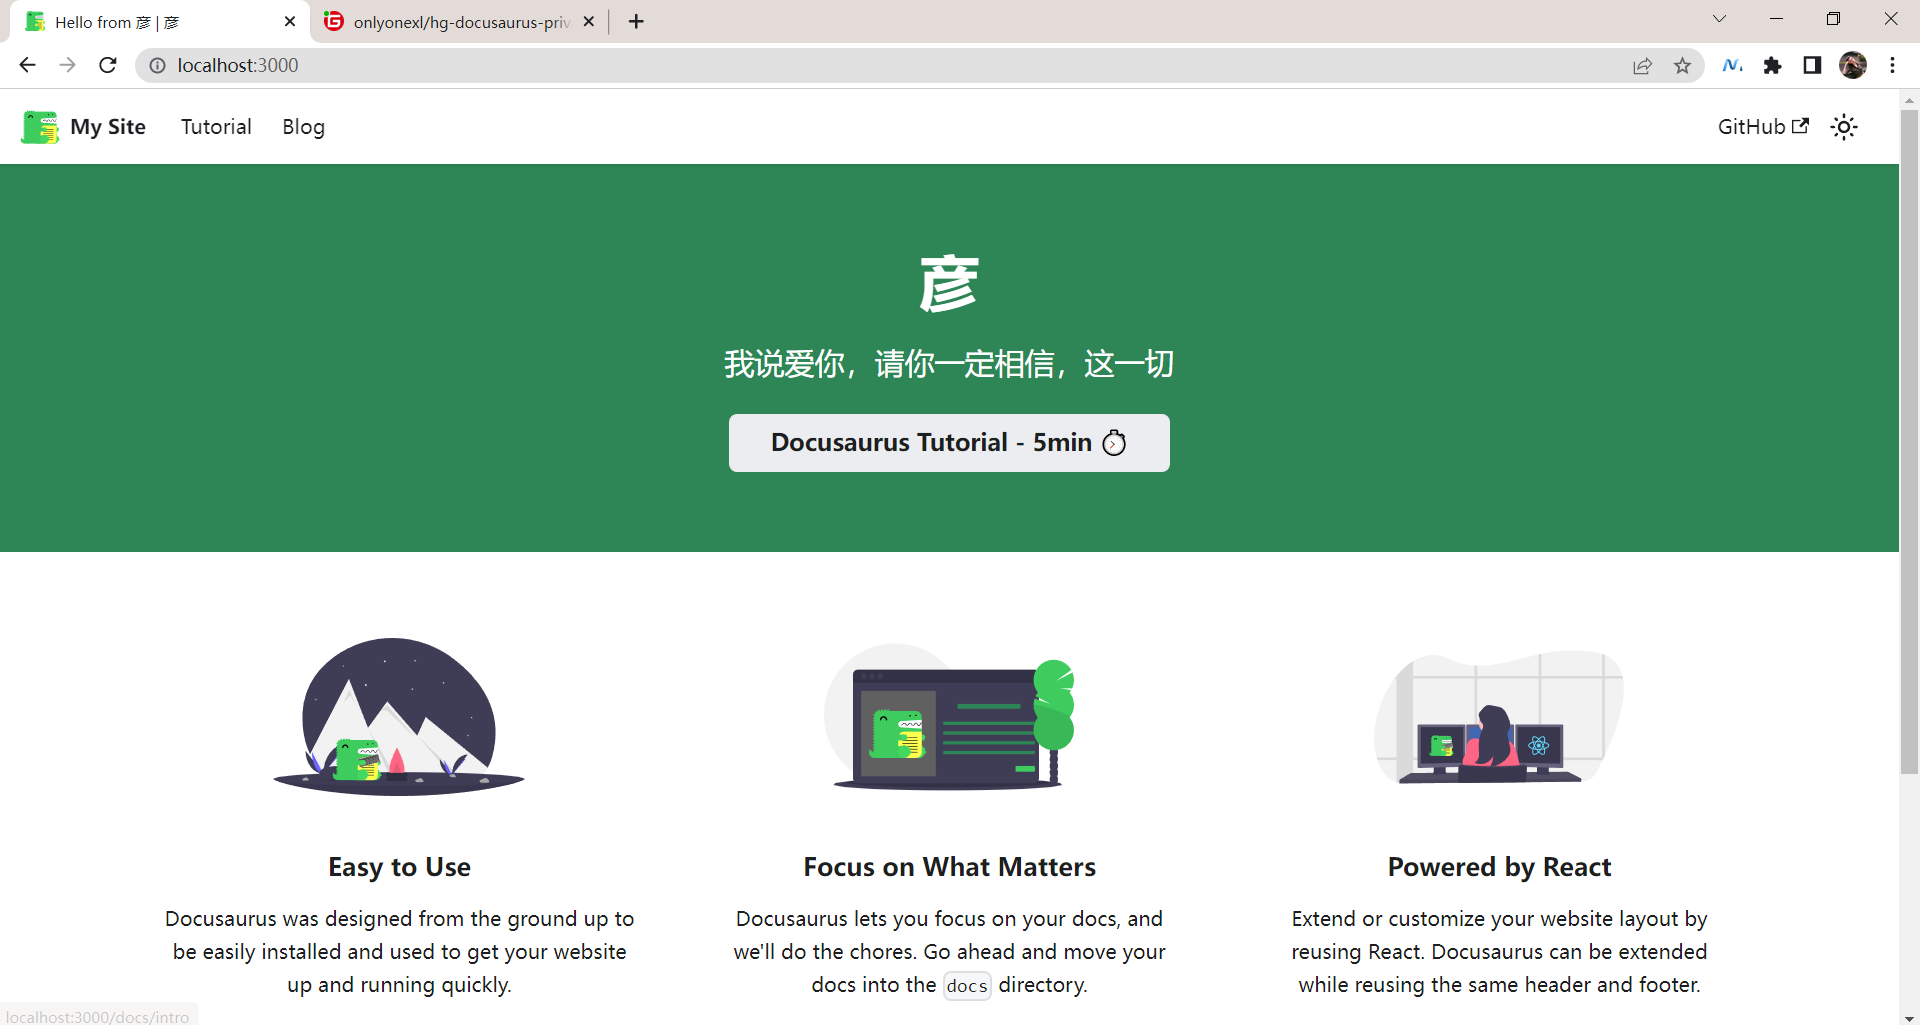 Hello from 彦 | 彦
onlyonexl/hg-docusaurus-priv
localhost:3000
My Site
Tutorial
Blog
GitHub
彦
我说爱你，请你一定相信，这一切
Docusaurus Tutorial - 5min ⏱️
Easy to Use
Docusaurus was designed from the ground up to
be easily installed and used to get your website
up and running quickly.
Focus on What Matters
Docusaurus lets you focus on your docs, and
we'll do the chores. Go ahead and move your
docs into the docs directory.
Powered by React
Extend or customize your website layout by
reusing React. Docusaurus can be extended
while reusing the same header and footer.
localhost:3000/docs/intro